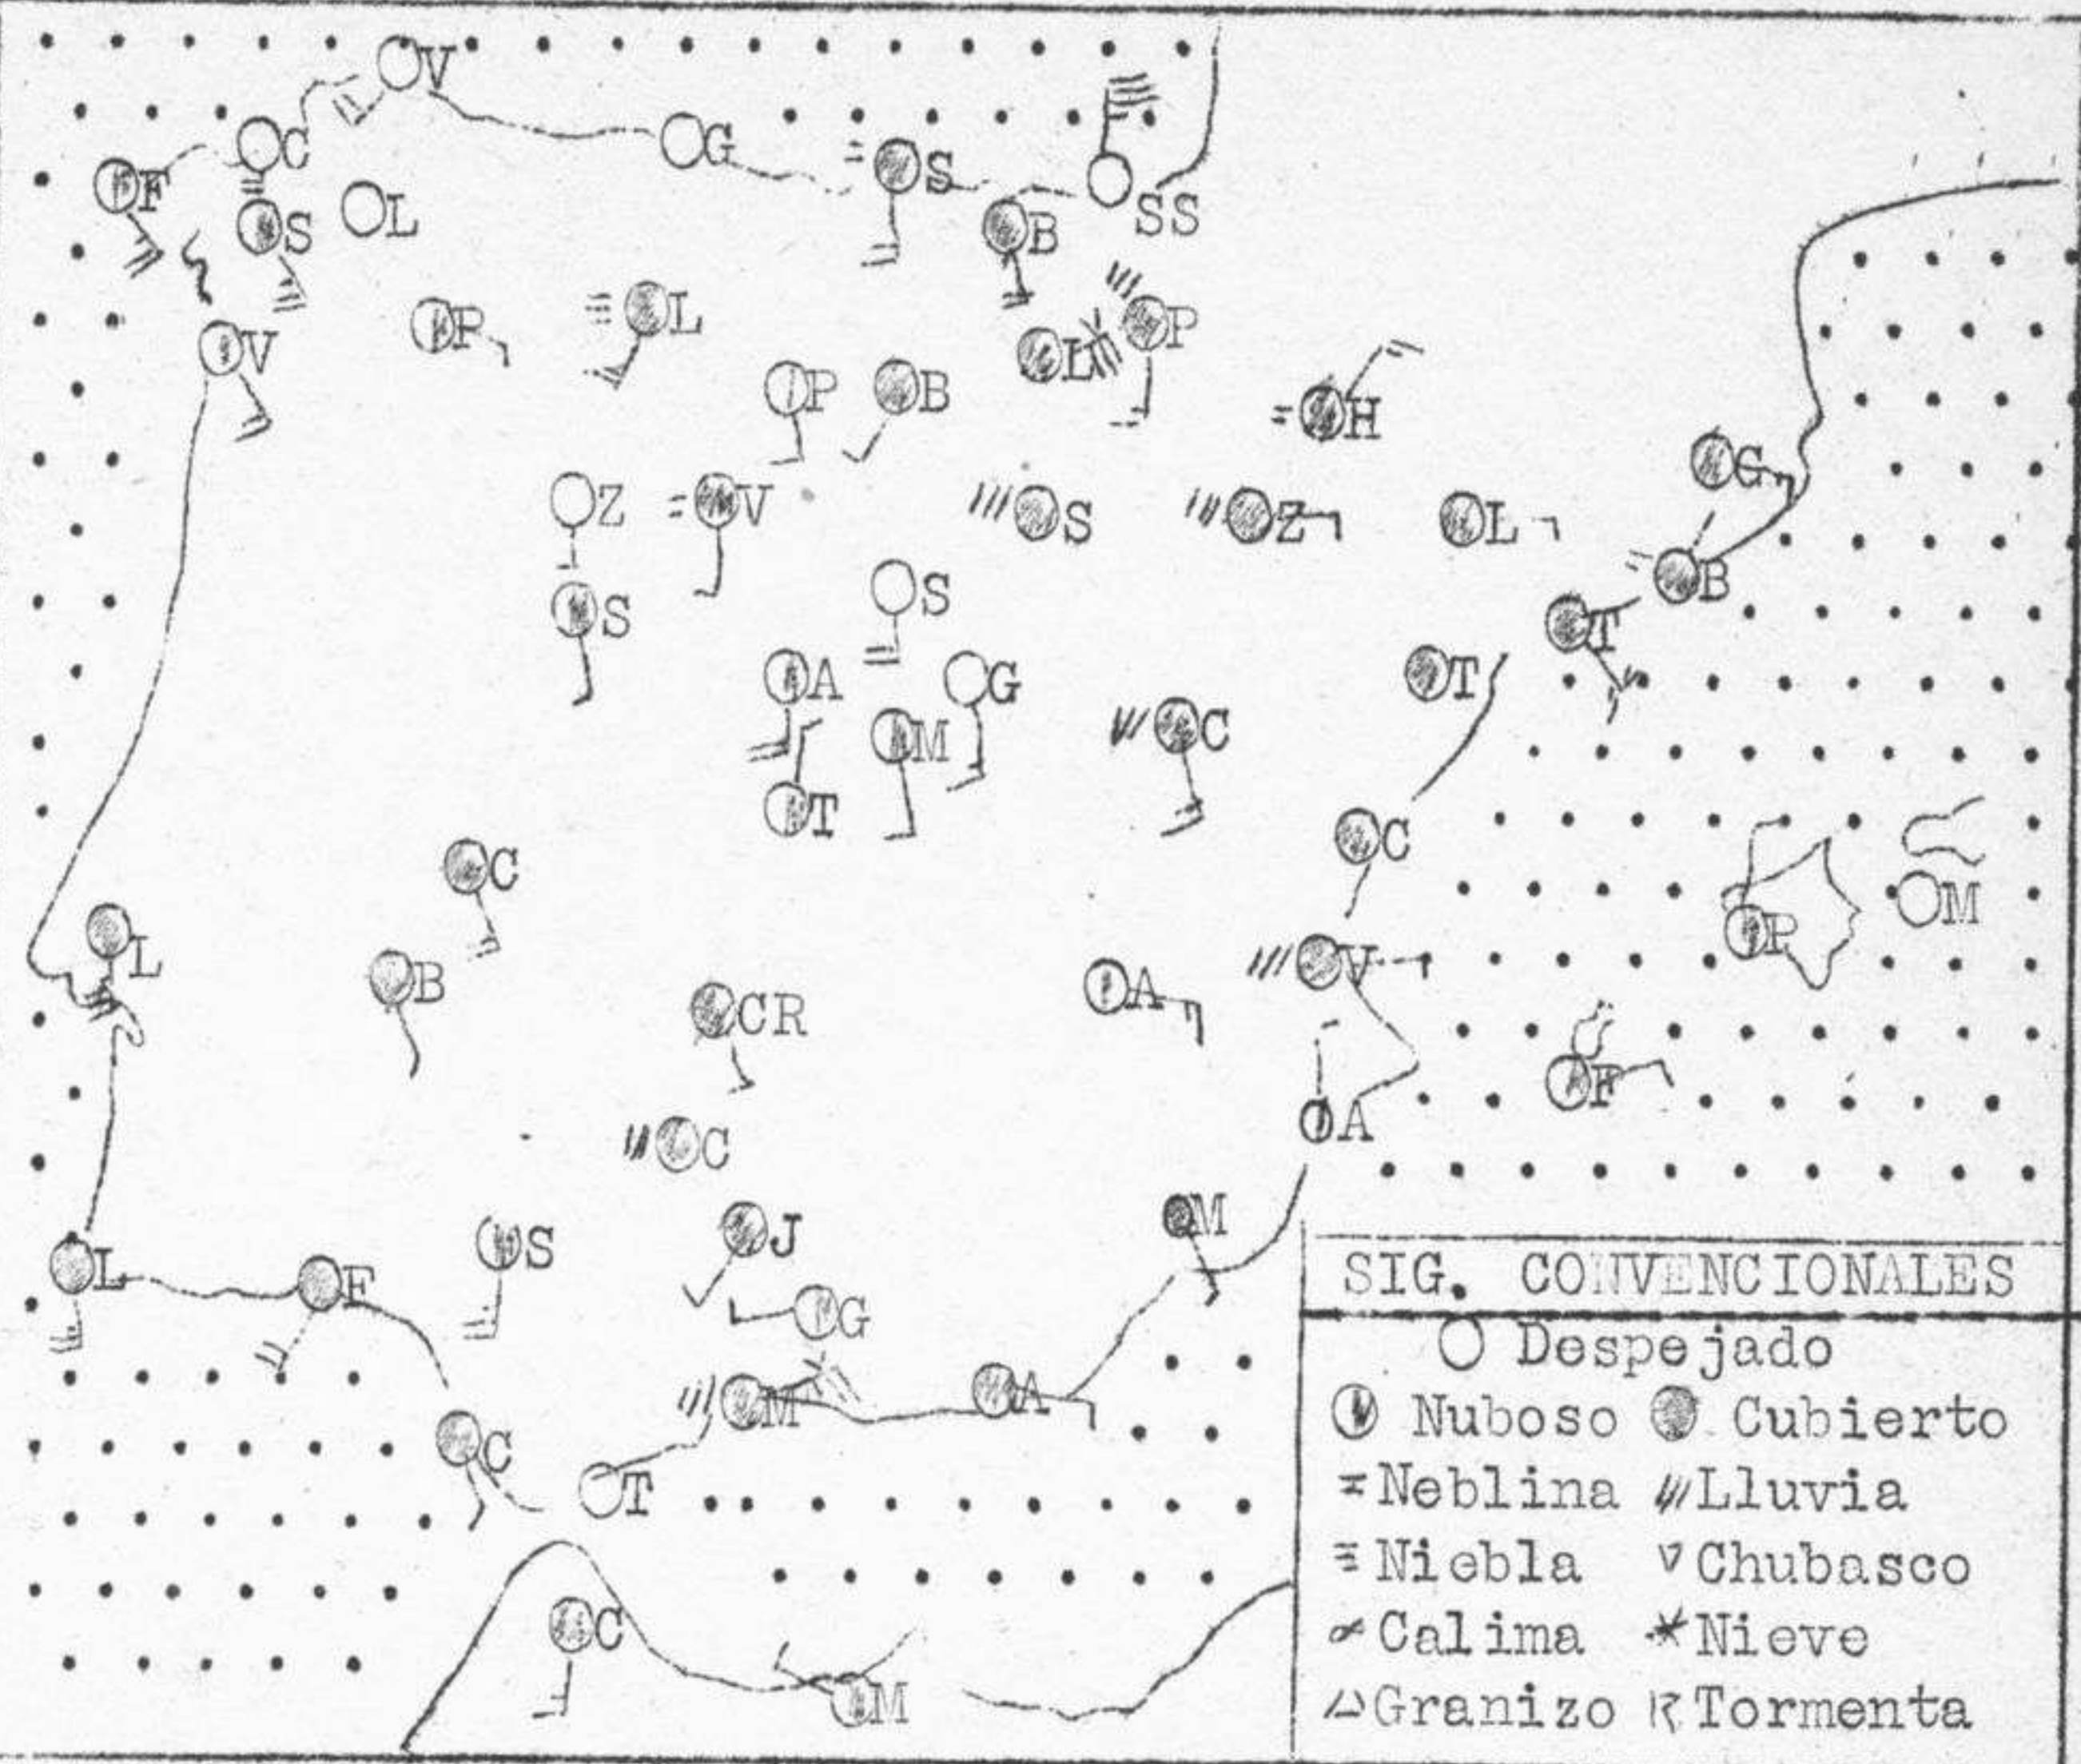 V
C
G
S
F
S
L
SS
B
L
P
P
L
V
P
B
H
G
Z
V
S
Z
L
S
S
B
T
A
G
T
M
C
T
C
C
L
B
P
M
V
CR
A
F
C
A
J
M
S
L
F
G
M
A
C
T
C
M
SIG. CONVENCIONALES
Despejado
Nuboso Cubierto
Neblina Lluvia
Niebla Chubasco
Calima Nieve
Granizo Tormenta